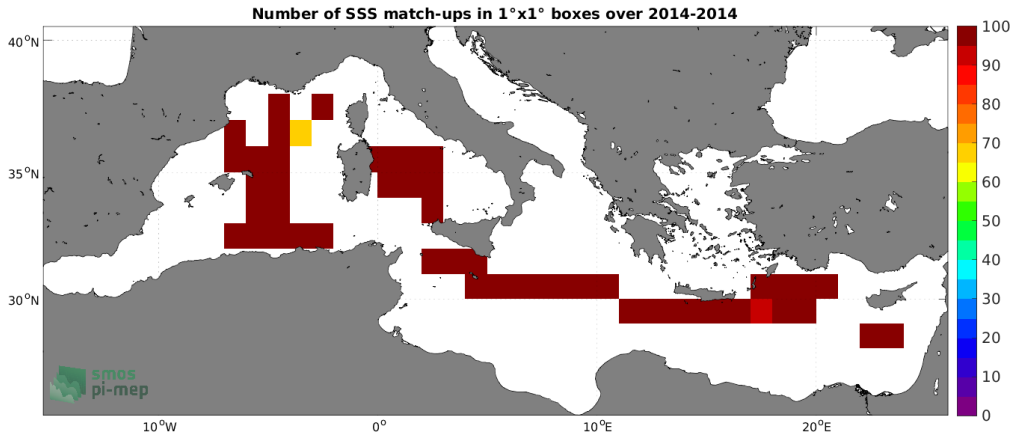 Number of SSS match-ups in 1°x1° boxes over 2014-2014
40°N
35°N
30°N
10°W
0°
10°E
20°E
100
90
80
70
60
50
40
30
20
10
0
smos
pi-mep